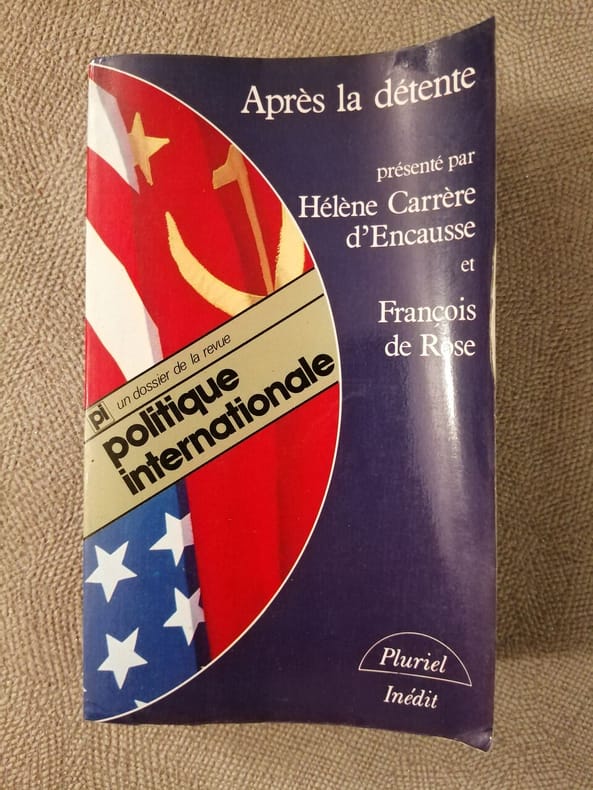 Après la détente
présenté par
Hélène Carrère
d'Encausse
et
François
de Rose
pi
un dossier de la revue
politique
internationale
Pluriel
Inédit